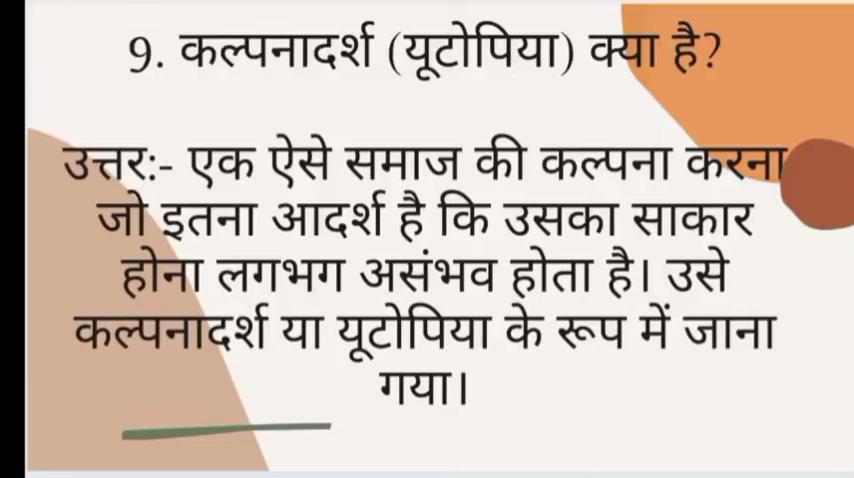 9. कल्पनादर्श (यूटोपिया) क्या है?
उत्तर:- एक ऐसे समाज की कल्पना करना
जो इतना आदर्श है कि उसका साकार
होना लगभग असंभव होता है। उसे
कल्पनादर्श या यूटोपिया के रूप में जाना
गया।